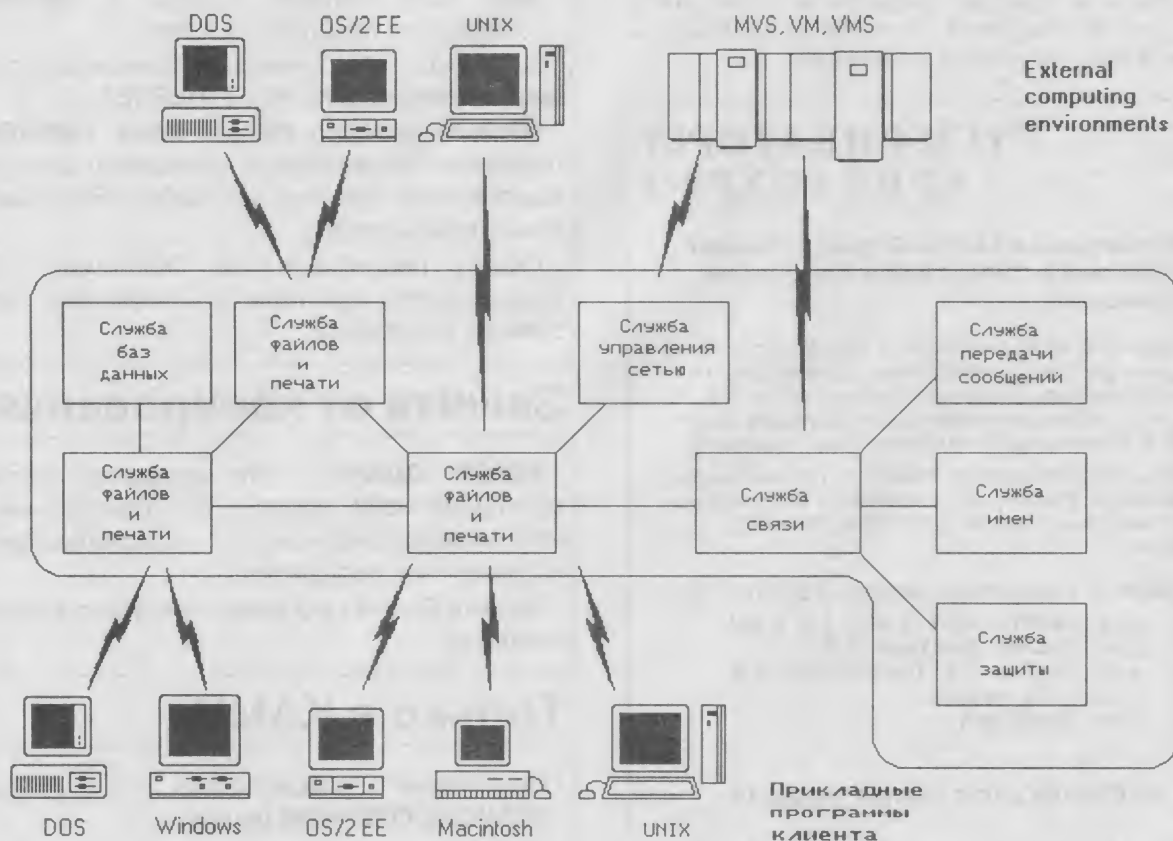 DOS
OS/2 EE
UNIX
MVS, VM, VMS
External
computing
environments
Служба
баз
данных
Служба
файлов
и
печати
Служба
управления
сетью
Служба
передачи
сообщений
Служба
файлов
и
печати
Служба
файлов
и
печати
Служба
связи
Служба
имен
Служба
защиты
DOS
Windows
OS/2 EE
Macintosh
UNIX
Прикладные
программы
клиента